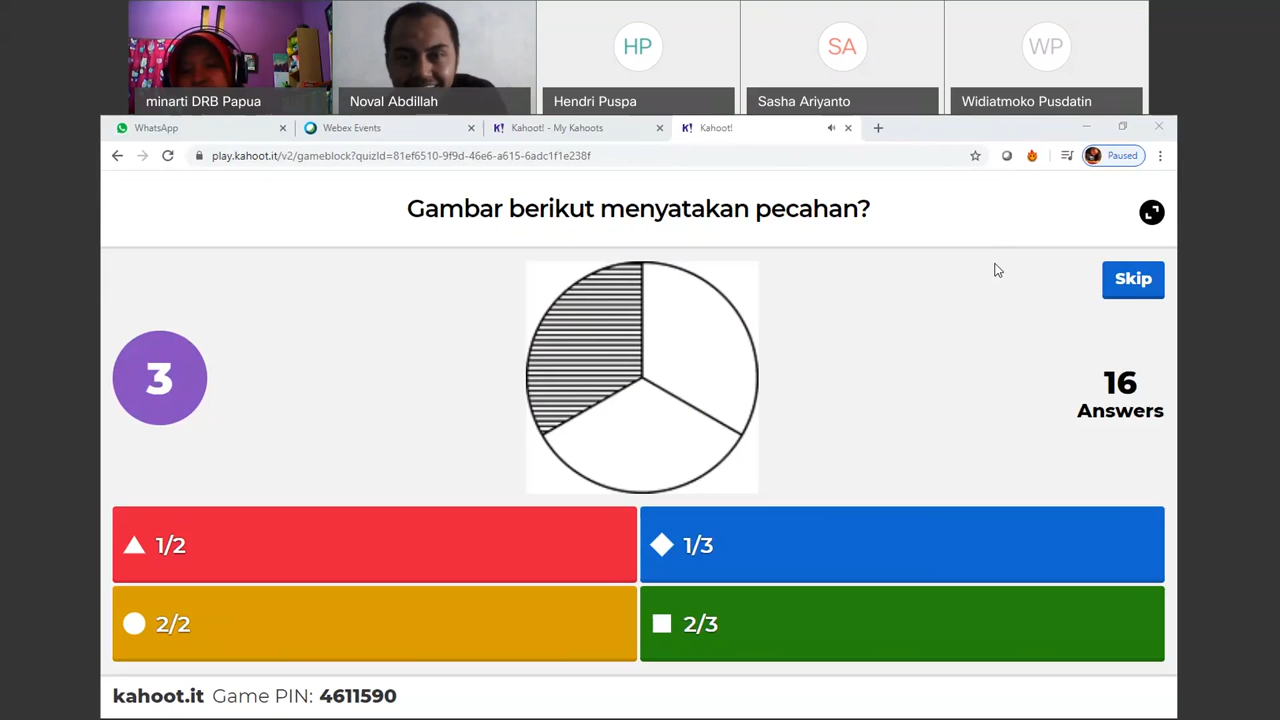 HP
SA
WP
minarti DRB Papua
Noval Abdillah
Hendri Puspa
Sasha Ariyanto
Widiatmoko Pusdatin
WhatsApp
Webex Events
K! Kahoot! - My Kahoots
K! Kahoot!
play.kahoot.it/v2/gameblock?quizId=81ef6510-9f9d-46e6-a615-6adc1f1e238f
Paused
Gambar berikut menyatakan pecahan?
Skip
3
16
Answers
1/2
1/3
2/2
2/3
kahoot.it Game PIN: 4611590